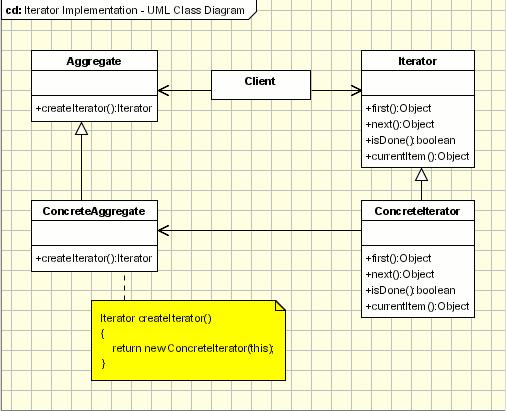 cd: Iterator Implementation - UML Class Diagram
Aggregate
+createIterator():Iterator
Client
Iterator
+first():Object
+next():Object
+isDone():boolean
+currentItem():Object
ConcreteAggregate
+createIterator():Iterator
ConcreteIterator
+first():Object
+next():Object
+isDone():boolean
+currentItem():Object
Iterator createIterator()
{
return new ConcreteIterator(this);
}